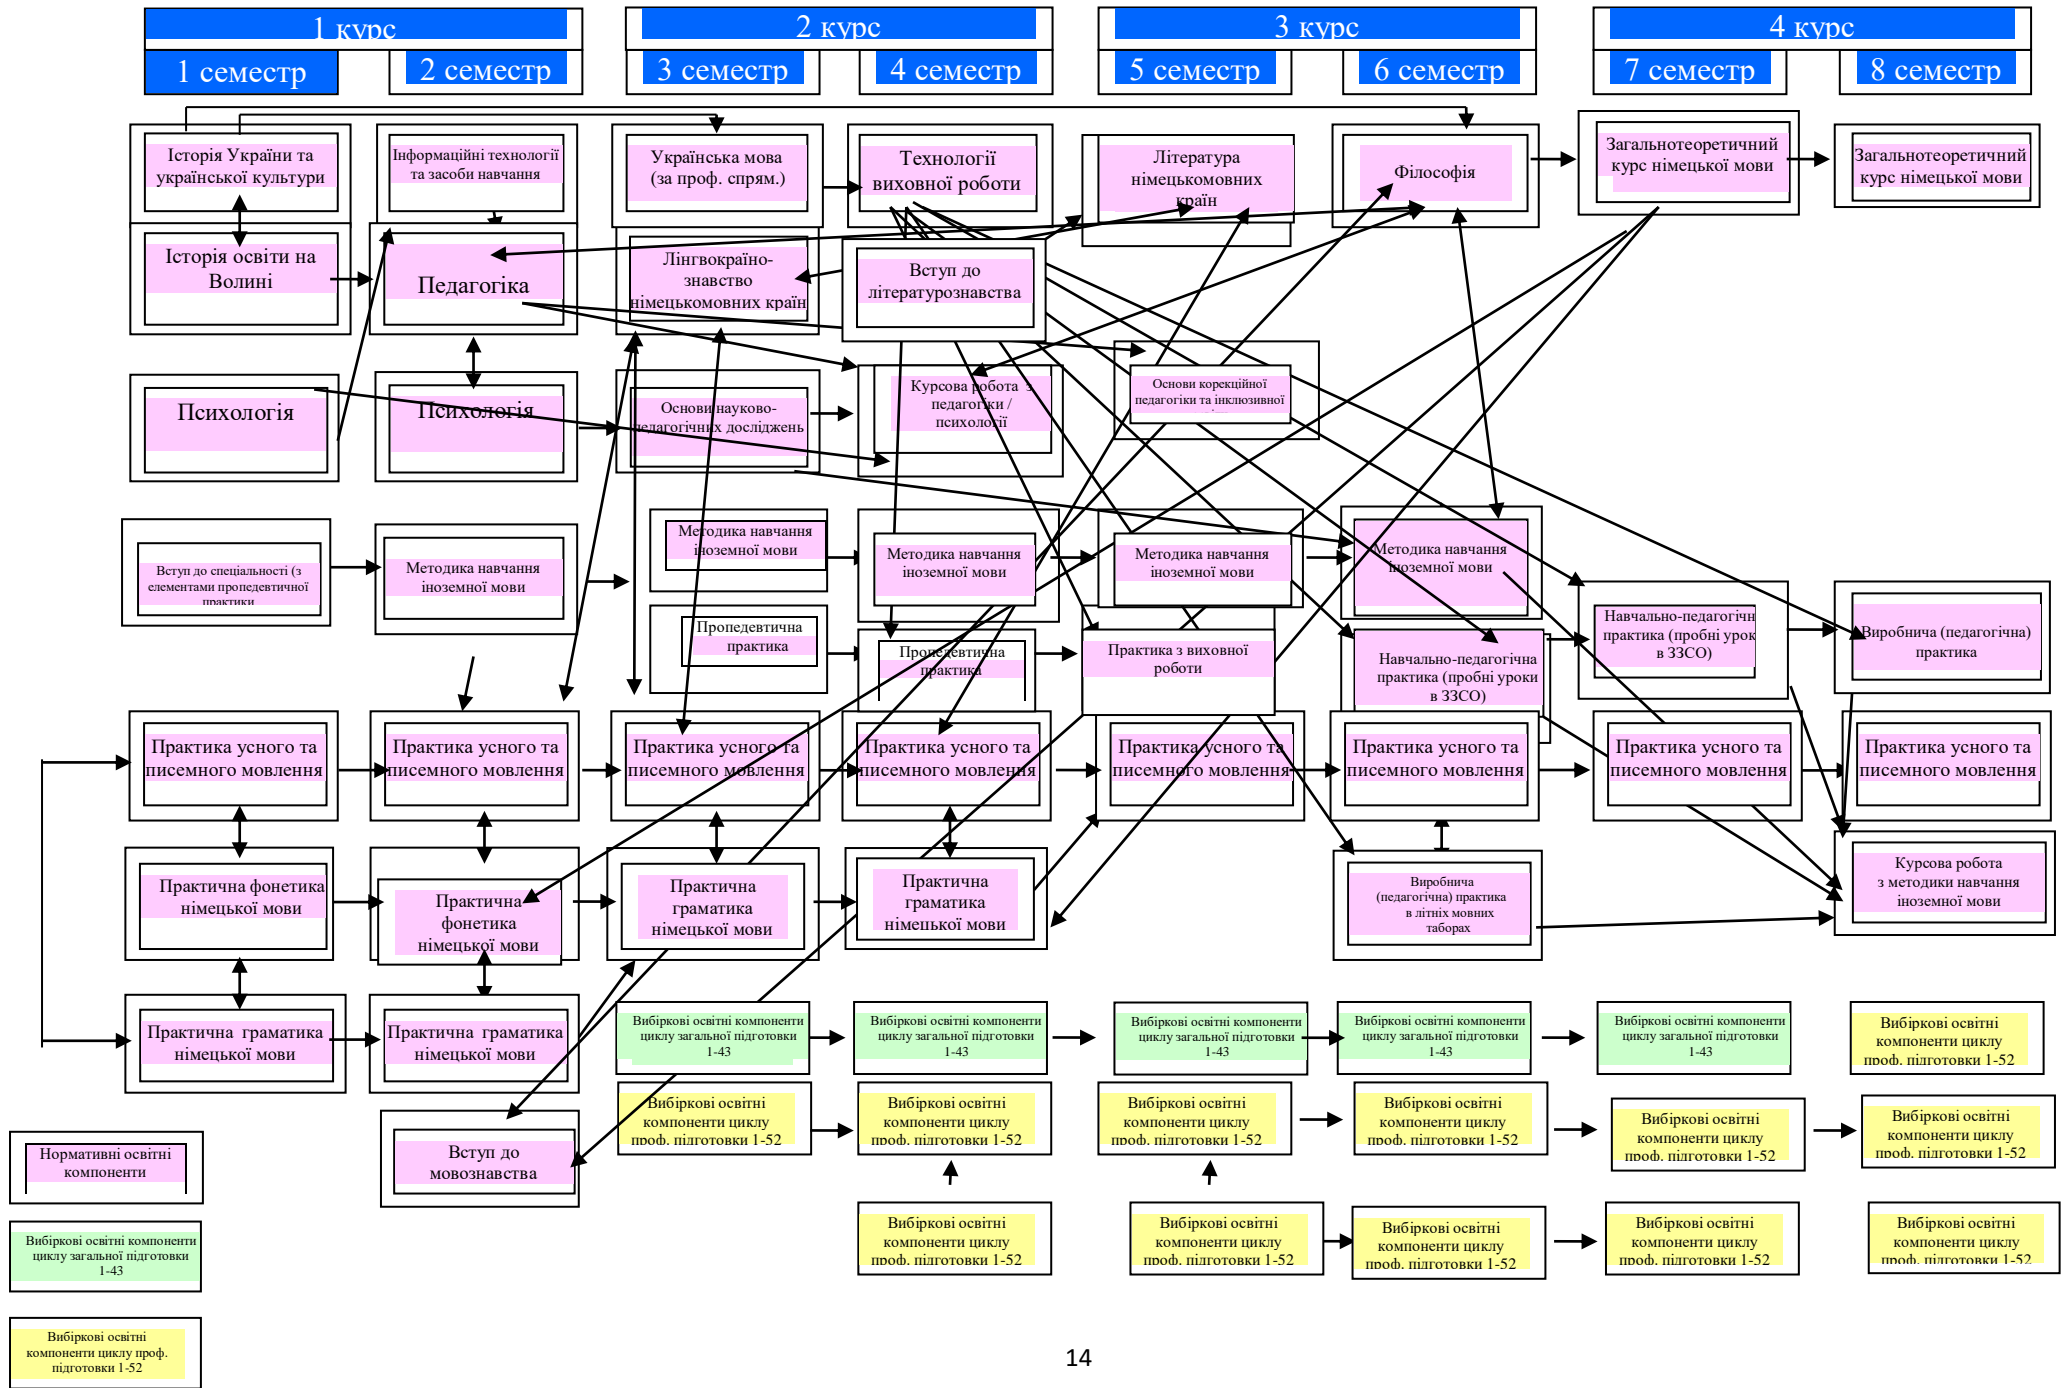 1 курс
2 курс
3 курс
4 курс
1 семестр
2 семестр
3 семестр
4 семестр
5 семестр
6 семестр
7 семестр
8 семестр
Історія України та
української культури
Інформаційні технології
та засоби навчання
Українська мова
(за проф. спрям.)
Технології
виховної роботи
Література
німецькомовних
країн
Філософія
Загальнотеоретичний
курс німецької мови
Загальнотеоретичний
курс німецької мови
Історія освіти на
Волині
Педагогіка
Лінгвокраїно-
знавство
німецькомовних країн
Вступ до
літературознавства
Психологія
Психологія
Основи науково-
педагогічних досліджень
Курсова робота з
педагогіки /
психології
Основи корекційної
педагогіки та інклюзивної
Вступ до спеціальності (з
елементами пропедевтичної
практики
Методика навчання
іноземної мови
Методика навчання
іноземної мови
Методика навчання
іноземної мови
Методика навчання
іноземної мови
Методика навчання
іноземної мови
Пропедевтична
практика
Пропедевтична
практика
Практика з виховної
роботи
Навчально-педагогічна
практика (пробні уроки
в ЗЗСО)
Навчально-педагогічн
практика (пробні урок
в ЗЗСО)
Виробнича (педагогічна)
практика
Практика усного та
писемного мовлення
Практика усного та
писемного мовлення
Практика усного та
писемного мовлення
Практика усного та
писемного мовлення
Практика усного та
писемного мовлення
Практика усного та
писемного мовлення
Практика усного та
писемного мовлення
Практика усного та
писемного мовлення
Практична фонетика
німецької мови
Практична
фонетика
німецької мови
Практична
граматика
німецької мови
Практична
граматика
німецької мови
Виробнича
(педагогічна) практика
в літніх мовних
таборах
Курсова робота
з методики навчання
іноземної мови
Практична граматика
німецької мови
Практична граматика
німецької мови
Вибіркові освітні компоненти
циклу загальної підготовки
1-43
Вибіркові освітні компоненти
циклу загальної підготовки
1-43
Вибіркові освітні компоненти
циклу загальної підготовки
1-43
Вибіркові освітні компоненти
циклу загальної підготовки
1-43
Вибіркові освітні компоненти
циклу загальної підготовки
1-43
Вибіркові освітні
компоненти циклу
проф. підготовки 1-52
Вступ до
мовознавства
Вибіркові освітні
компоненти циклу
проф. підготовки 1-52
Вибіркові освітні
компоненти циклу
проф. підготовки 1-52
Вибіркові освітні
компоненти циклу
проф. підготовки 1-52
Вибіркові освітні
компоненти циклу
проф. підготовки 1-52
Вибіркові освітні
компоненти циклу
проф. підготовки 1-52
Вибіркові освітні
компоненти циклу
проф. підготовки 1-52
Нормативні освітні
компоненти
Вибіркові освітні
компоненти циклу
проф. підготовки 1-52
Вибіркові освітні
компоненти циклу
проф. підготовки 1-52
Вибіркові освітні
компоненти циклу
проф. підготовки 1-52
Вибіркові освітні
компоненти циклу
проф. підготовки 1-52
Вибіркові освітні
компоненти циклу
проф. підготовки 1-52
Вибіркові освітні компоненти
циклу загальної підготовки
1-43
Вибіркові освітні
компоненти циклу проф.
підготовки 1-52
14